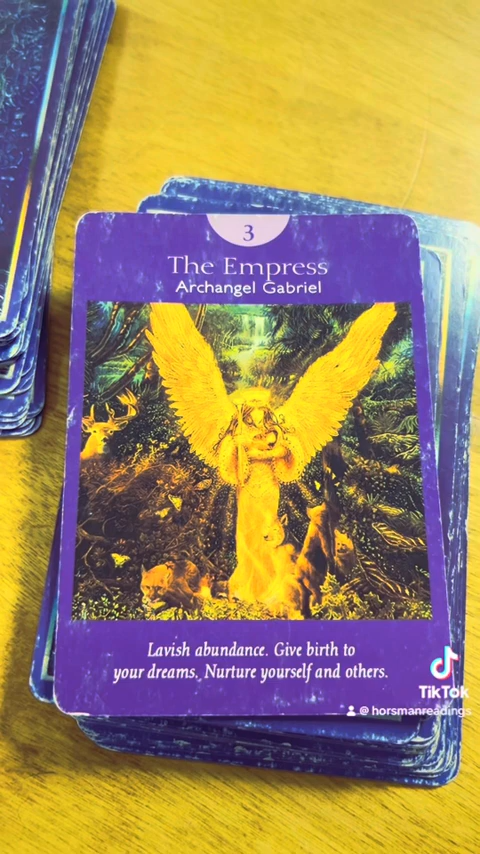 3
The Empress
Archangel Gabriel
Lavish abundance. Give birth to
your dreams. Nurture yourself and others.
TikTok
@ horsmanreadings